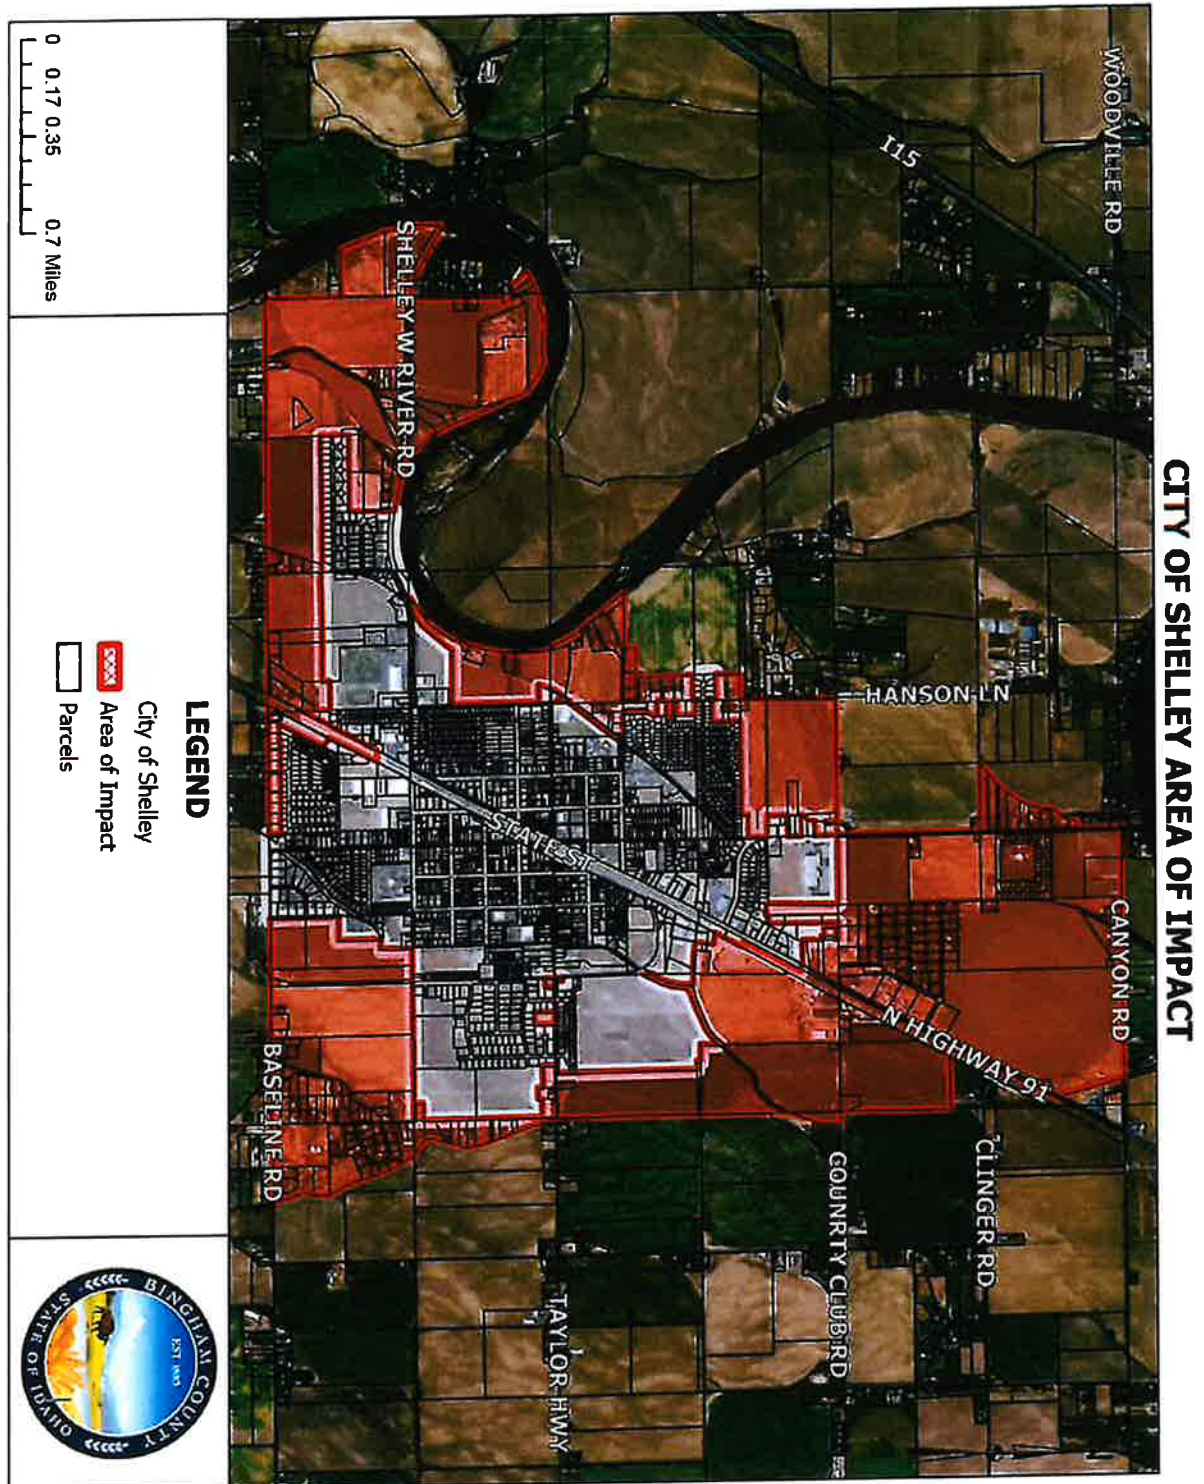 CITY OF SHELLEY AREA OF IMPACT
WOODVILLE RD
I15
CANYON RD
HANSON LN
N HIGHWAY 91
CLINGER RD
COUNRTY CLUB RD
STATE ST
SHELLEY W RIVER RD
TAYLOR HWY
BASELINE RD
0 0.17 0.35 0.7 Miles
LEGEND
City of Shelley
Area of Impact
Parcels
BINGHAM COUNTY
EST 1885
STATE OF IDAHO